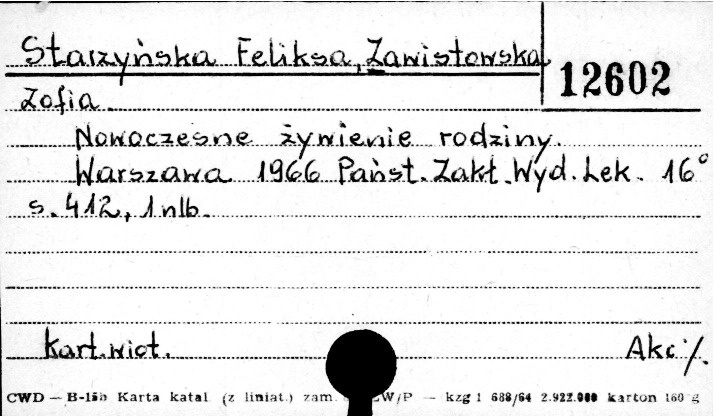 Starzyńska Feliksa, Zawistowska
12602
Zofia.
Nowoczesne żywienie rodziny.
Warszawa 1966 Państ. Zakł. Wyd. Lek. 16°
s. 412, 1 nlb.
Kart. wiot. Akc ·/.
CWD — B-15b Karta katal (z liniat.) zam. W/P — kzg 1 688/64 2.922.000 karton 160 g